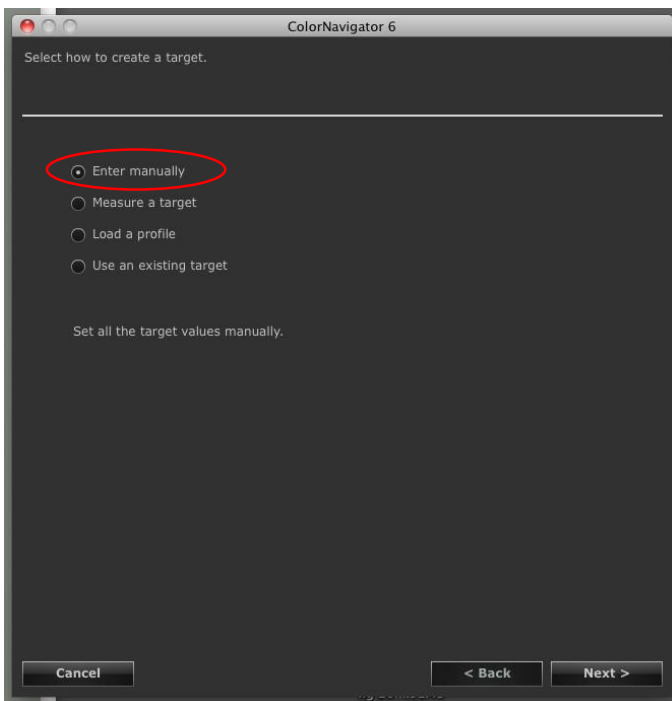 ColorNavigator 6
Select how to create a target.
Enter manually
Measure a target
Load a profile
Use an existing target
Set all the target values manually.
Cancel
< Back
Next >